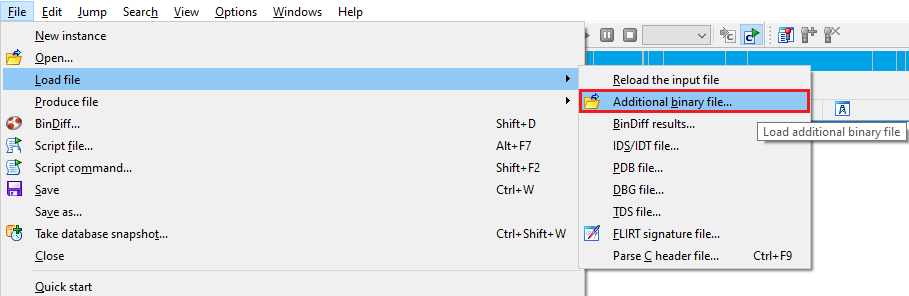 File Edit Jump Search View Options Windows Help
New instance
Open...
Load file
Reload the input file
Produce file
Additional binary file...
BinDiff... Shift+D
BinDiff results...
Load additional binary file
Script file... Alt+F7
IDS/IDT file...
Script command... Shift+F2
PDB file...
Save Ctrl+W
DBG file...
Save as...
TDS file...
Take database snapshot... Ctrl+Shift+W
FLIRT signature file...
Close
Parse C header file... Ctrl+F9
Quick start